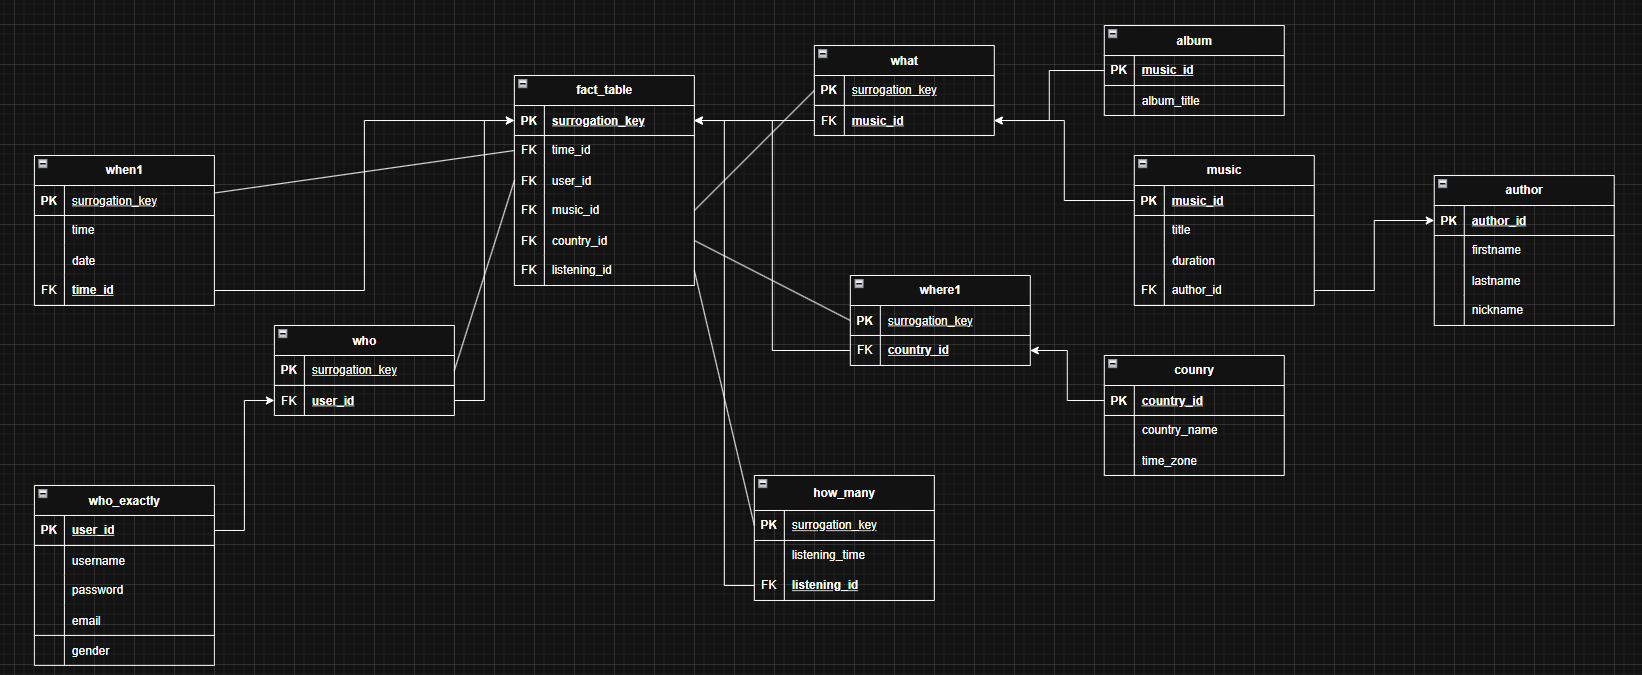 album
PK music_id
album_title
what
PK surrogation_key
FK music_id
fact_table
PK surrogation_key
FK time_id
FK user_id
FK music_id
FK country_id
FK listening_id
when1
PK surrogation_key
time
date
FK time_id
music
PK music_id
title
duration
FK author_id
author
PK author_id
firstname
lastname
nickname
where1
PK surrogation_key
FK country_id
who
PK surrogation_key
FK user_id
counry
PK country_id
country_name
time_zone
how_many
PK surrogation_key
listening_time
FK listening_id
who_exactly
PK user_id
username
password
email
gender